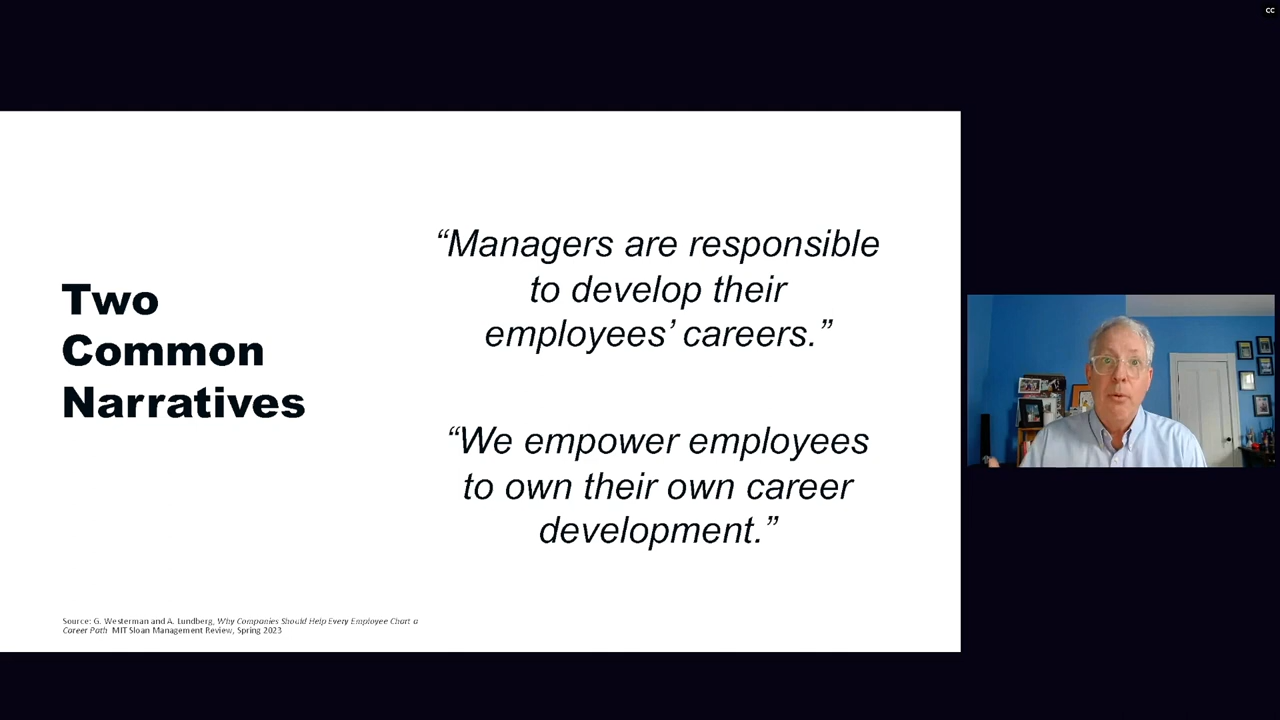 CC
Two
Common
Narratives
“Managers are responsible
to develop their
employees’ careers.”
“We empower employees
to own their own career
development.”
Source: G. Westerman and A. Lundberg, Why Companies Should Help Every Employee Chart a
Career Path MIT Sloan Management Review, Spring 2023